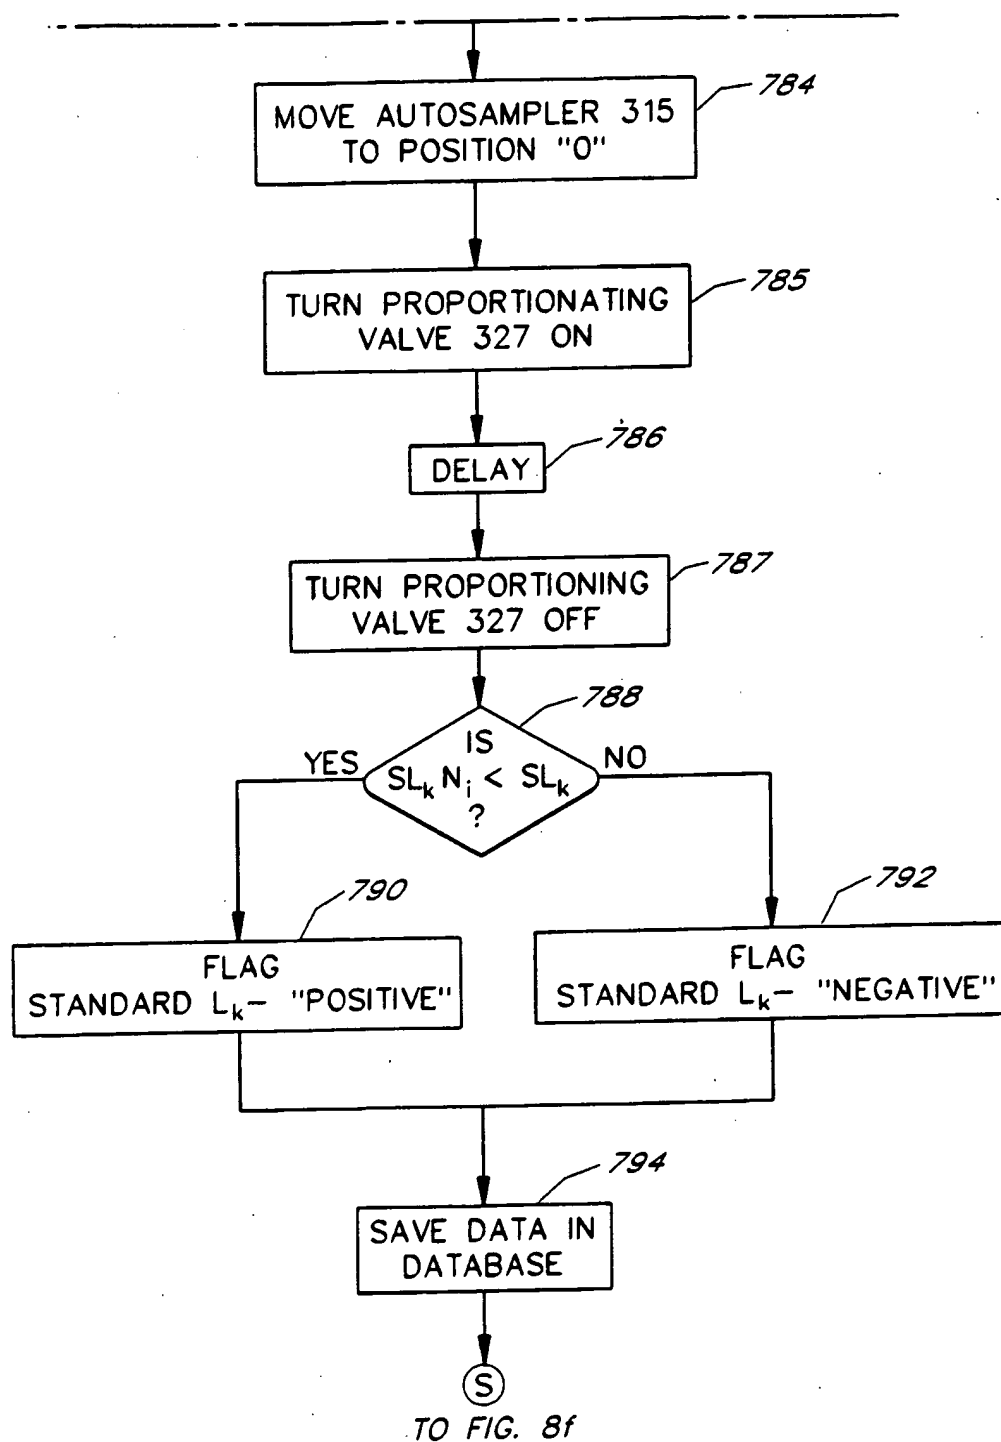 784
MOVE AUTOSAMPLER 315
TO POSITION "0"
785
TURN PROPORTIONATING
VALVE 327 ON
786
DELAY
787
TURN PROPORTIONING
VALVE 327 OFF
788
IS
YES
NO
SLₖ Nᵢ < SLₖ
?
790
792
FLAG
STANDARD Lₖ- "POSITIVE"
FLAG
STANDARD Lₖ- "NEGATIVE"
794
SAVE DATA IN
DATABASE
S
TO FIG. 8f